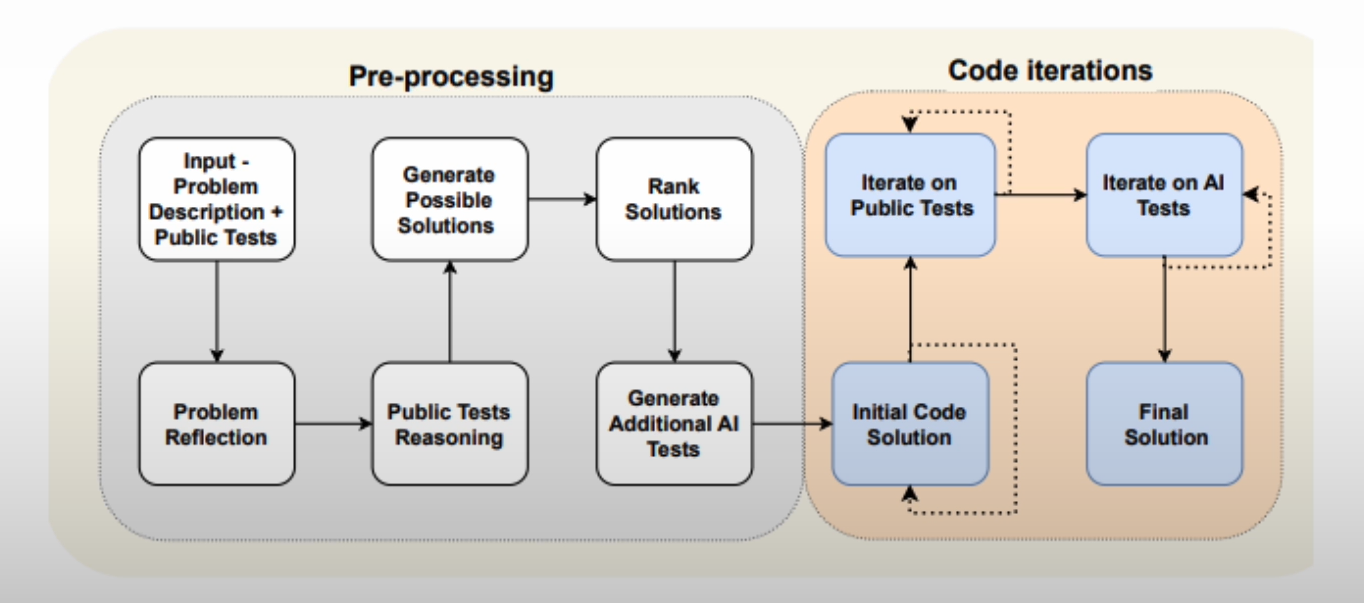 Pre-processing
Code iterations
Input -
Problem
Description +
Public Tests
Generate
Possible
Solutions
Rank
Solutions
Iterate on
Public Tests
Iterate on AI
Tests
Problem
Reflection
Public Tests
Reasoning
Generate
Additional AI
Tests
Initial Code
Solution
Final
Solution